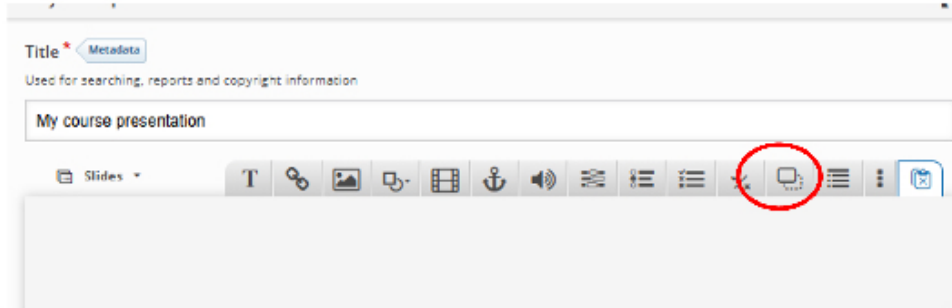 Title * Metadata
Used for searching, reports and copyright information
My course presentation
Slides
T